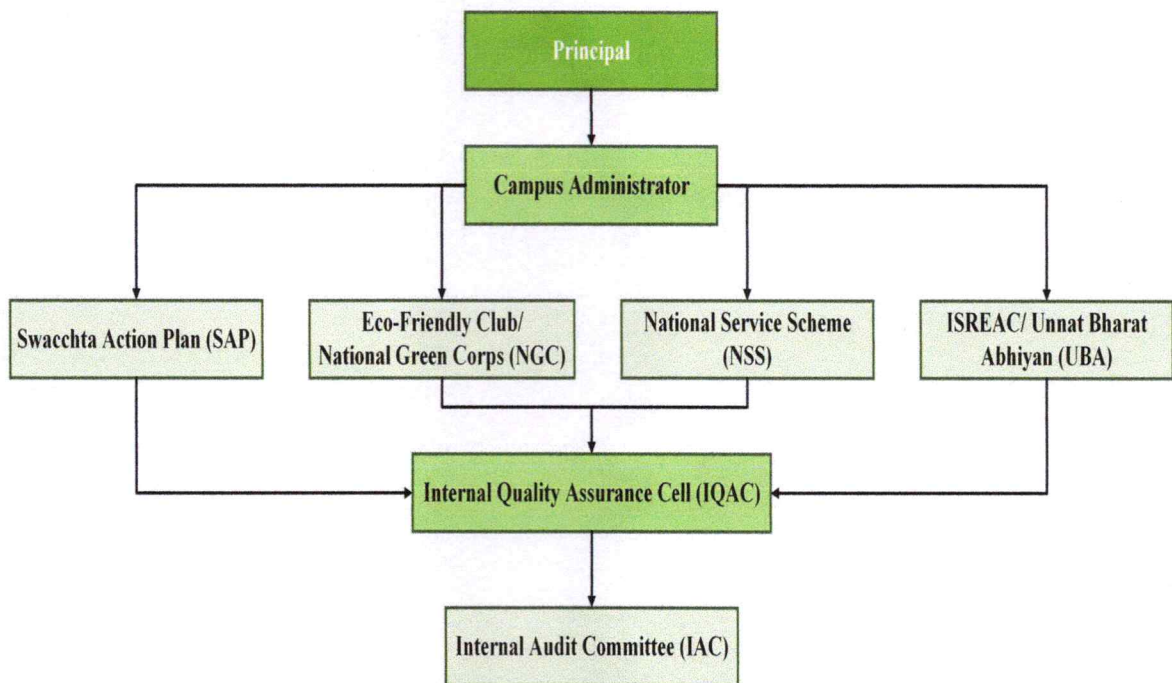 Principal
Campus Administrator
Swacchta Action Plan (SAP)
Eco-Friendly Club/
National Green Corps (NGC)
National Service Scheme
(NSS)
ISREAC/ Unnat Bharat
Abhiyan (UBA)
Internal Quality Assurance Cell (IQAC)
Internal Audit Committee (IAC)